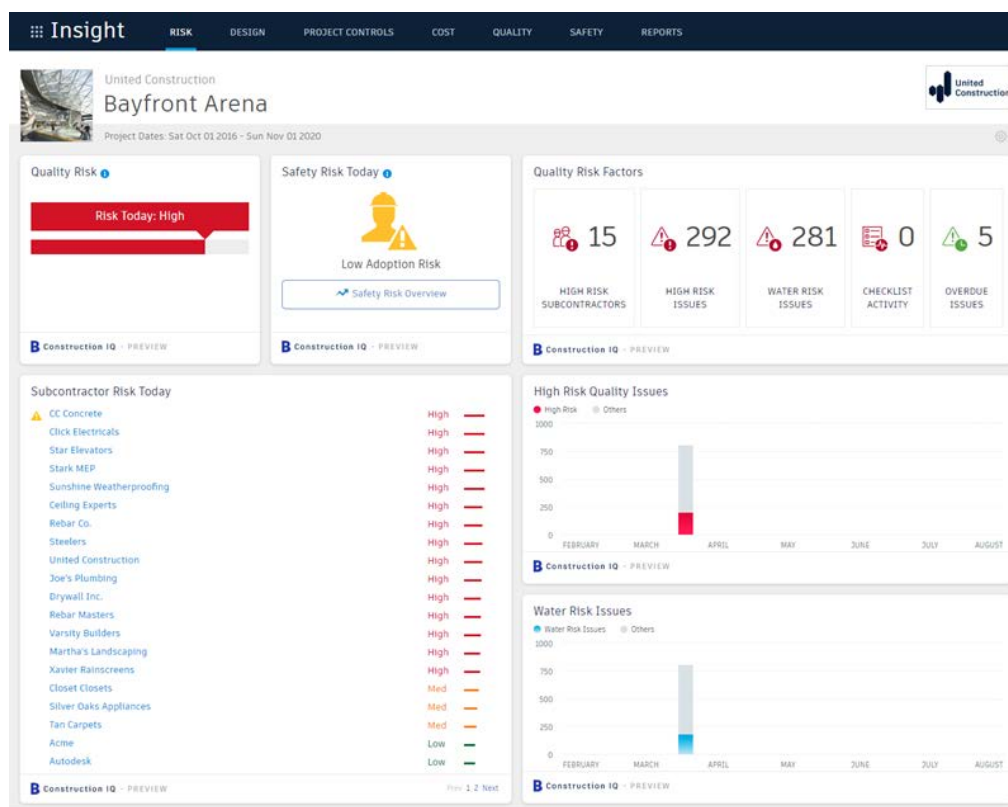 Insight RISK DESIGN PROJECT CONTROLS COST QUALITY SAFETY REPORTS
United Construction
Bayfront Arena
United
Construction
Project Dates: Sat Oct 01 2016 - Sun Nov 01 2020
Quality Risk
Risk Today: High
B Construction IQ - PREVIEW
Safety Risk Today
Low Adoption Risk
Safety Risk Overview
B Construction IQ - PREVIEW
Quality Risk Factors
15
HIGH RISK
SUBCONTRACTORS
292
HIGH RISK
ISSUES
281
WATER RISK
ISSUES
0
CHECKLIST
ACTIVITY
5
OVERDUE
ISSUES
B Construction IQ - PREVIEW
Subcontractor Risk Today
CC Concrete High
Click Electricals High
Star Elevators High
Stark MEP High
Sunshine Weatherproofing High
Ceiling Experts High
Rebar Co. High
Steelers High
United Construction High
Joe's Plumbing High
Drywall Inc. High
Rebar Masters High
Varsity Builders High
Martha's Landscaping High
Xavier Rainscreens High
Closet Closets Med
Silver Oaks Appliances Med
Tan Carpets Med
Acme Low
Autodesk Low
B Construction IQ - PREVIEW Prev 1 2 Next
High Risk Quality Issues
High Risk Others
1000
750
500
250
0
FEBRUARY MARCH APRIL MAY JUNE JULY AUGUST
B Construction IQ - PREVIEW
Water Risk Issues
Water Risk Issues Others
1000
750
500
250
0
FEBRUARY MARCH APRIL MAY JUNE JULY AUGUST
B Construction IQ - PREVIEW